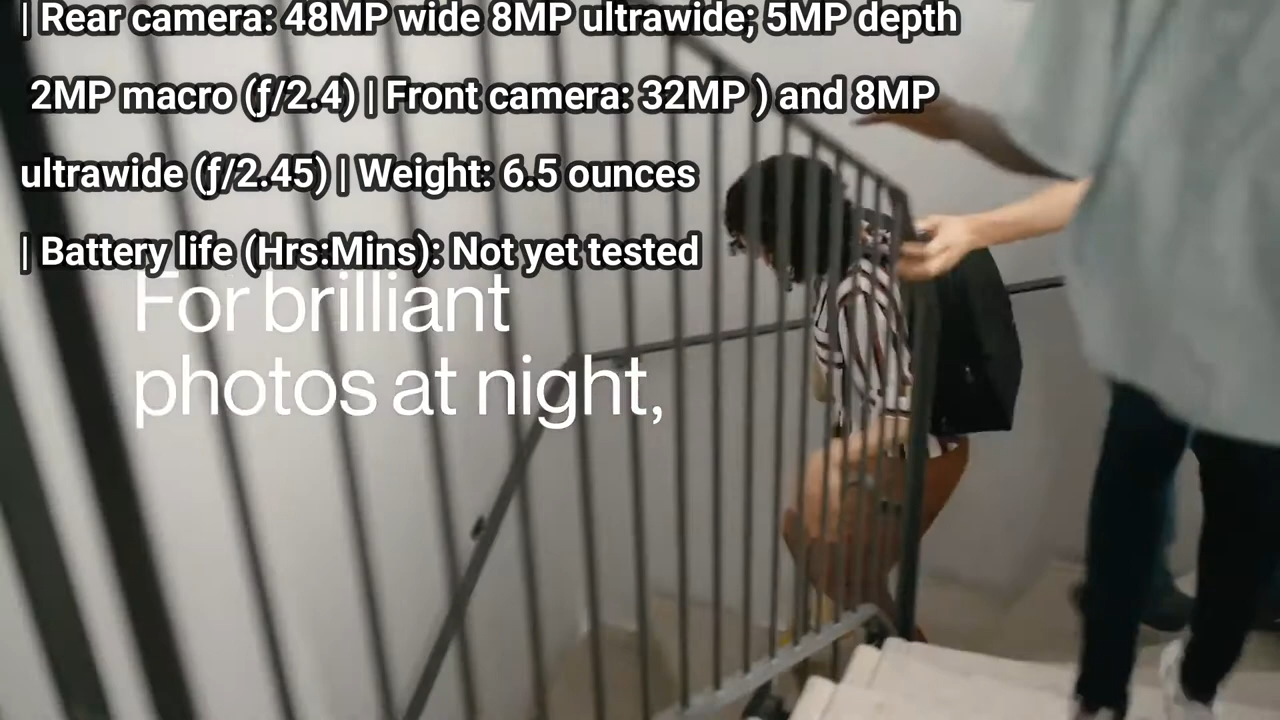 | Rear camera: 48MP wide 8MP ultrawide; 5MP depth
2MP macro (ƒ/2.4) | Front camera: 32MP ) and 8MP
ultrawide (ƒ/2.45) | Weight: 6.5 ounces
| Battery life (Hrs:Mins): Not yet tested
For brilliant
photos at night,